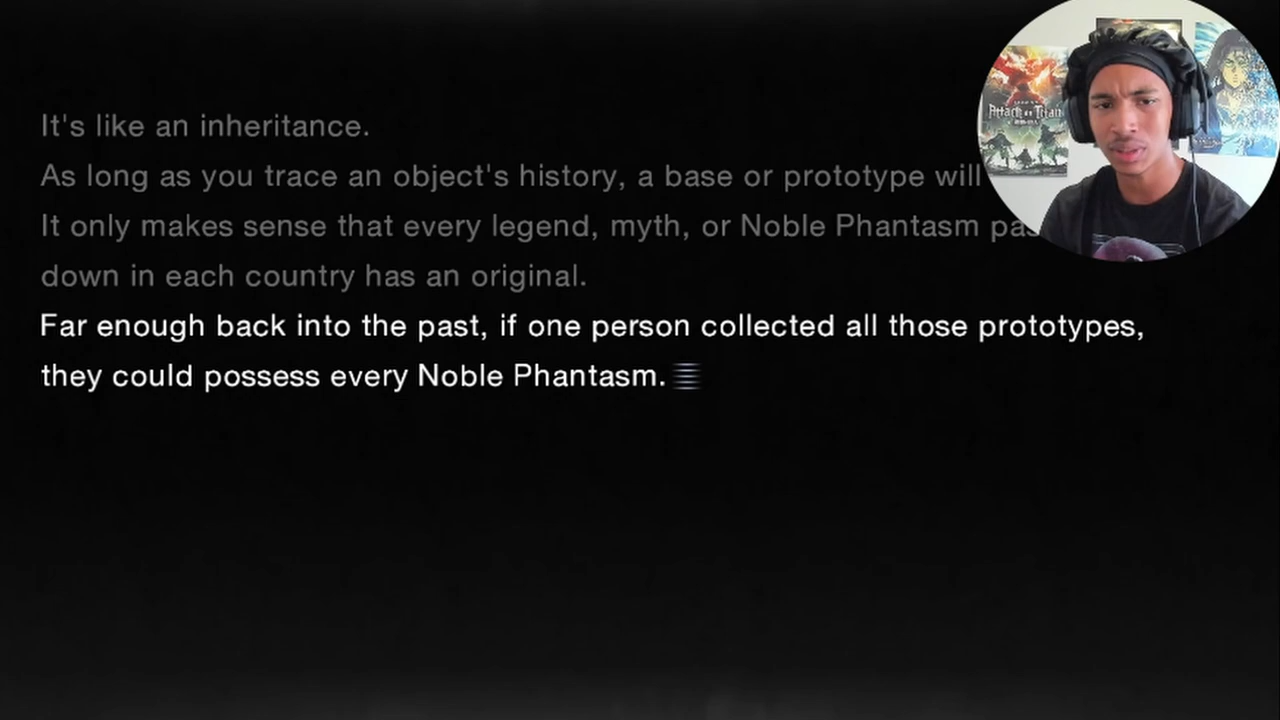 It's like an inheritance.
As long as you trace an object's history, a base or prototype will
It only makes sense that every legend, myth, or Noble Phantasm
down in each country has an original.
Far enough back into the past, if one person collected all those prototypes,
they could possess every Noble Phantasm.
Attack on Titan